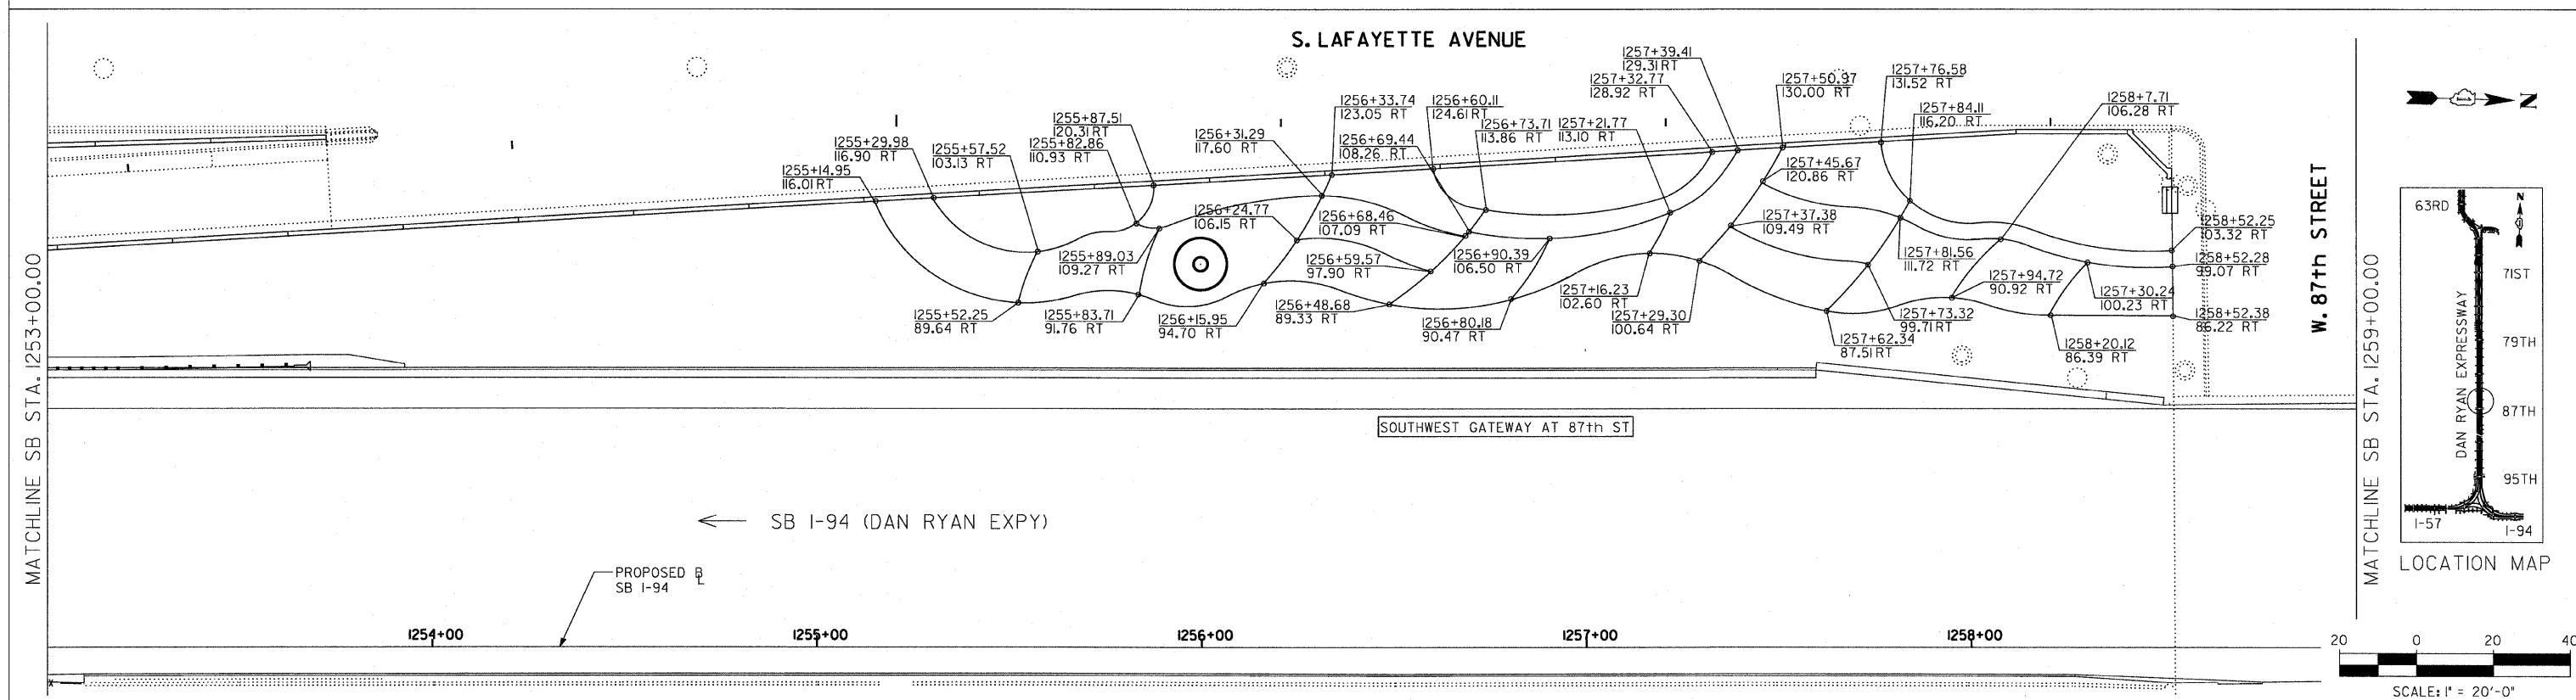 S. LAFAYETTE AVENUE
1255+14.95
116.01 RT
1255+29.98
116.90 RT
1255+57.52
103.13 RT
1255+87.51
120.31 RT
1255+82.86
110.93 RT
1256+31.29
117.60 RT
1256+33.74
123.05 RT
1256+60.11
124.61 RT
1256+69.44
108.26 RT
1256+73.71
113.86 RT
1257+39.41
129.31 RT
1257+32.77
128.92 RT
1257+21.77
113.10 RT
1257+50.97
130.00 RT
1257+76.58
131.52 RT
1257+84.11
116.20 RT
1258+7.71
106.28 RT
1257+45.67
120.86 RT
1256+24.77
106.15 RT
1256+68.46
107.09 RT
1257+37.38
109.49 RT
1258+52.25
103.32 RT
1255+89.03
109.27 RT
1256+59.57
97.90 RT
1256+90.39
106.50 RT
1257+81.56
111.72 RT
1258+52.28
99.07 RT
1257+94.72
90.92 RT
1257+30.24
100.23 RT
1255+52.25
89.64 RT
1255+83.71
91.76 RT
1256+15.95
94.70 RT
1256+48.68
89.33 RT
1256+80.18
90.47 RT
1257+16.23
102.60 RT
1257+29.30
100.64 RT
1257+73.32
99.71 RT
1258+52.38
86.22 RT
1257+62.34
87.51 RT
1258+20.12
86.39 RT
W. 87th STREET
MATCHLINE SB STA. 1253+00.00
MATCHLINE SB STA. 1259+00.00
SOUTHWEST GATEWAY AT 87th ST
SB I-94 (DAN RYAN EXPY)
PROPOSED BL
SB I-94
1254+00
1255+00
1256+00
1257+00
1258+00
N
63RD
N
71ST
79TH
DAN RYAN EXPRESSWAY
87TH
95TH
I-57
I-94
LOCATION MAP
20 0 20 40
SCALE: 1" = 20'-0"